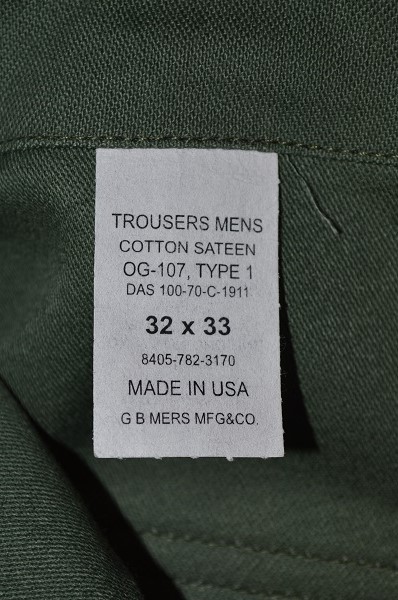 TROUSERS MENS
COTTON SATEEN
OG-107, TYPE 1
DAS 100-70-C-1911
32 x 33
8405-782-3170
MADE IN USA
G B MERS MFG&CO.